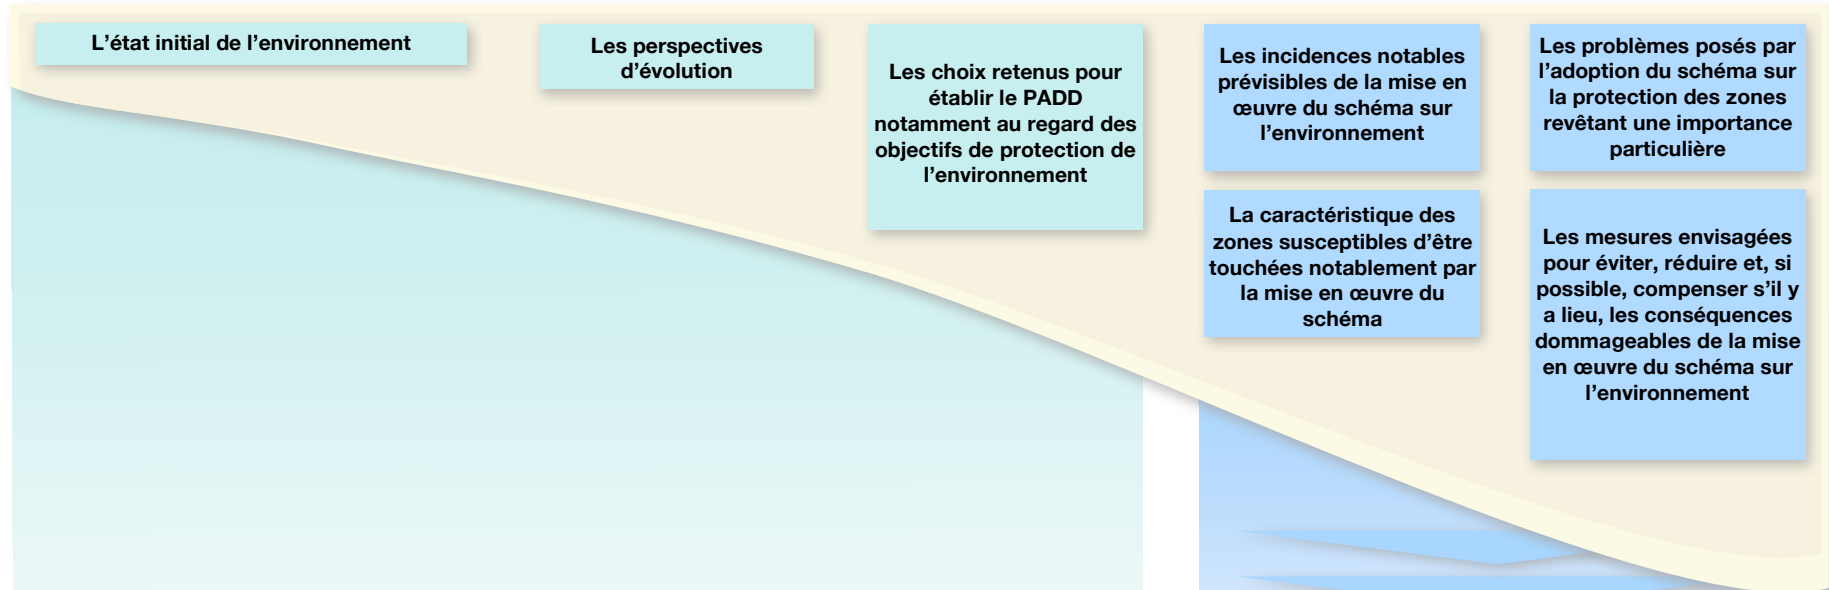 L’état initial de l’environnement
Les perspectives
d’évolution
Les choix retenus pour
établir le PADD
notamment au regard des
objectifs de protection de
l’environnement
Les incidences notables
prévisibles de la mise en
œuvre du schéma sur
l’environnement
La caractéristique des
zones susceptibles d’être
touchées notablement par
la mise en œuvre du
schéma
Les problèmes posés par
l’adoption du schéma sur
la protection des zones
revêtant une importance
particulière
Les mesures envisagées
pour éviter, réduire et, si
possible, compenser s’il y
a lieu, les conséquences
dommageables de la mise
en œuvre du schéma sur
l’environnement